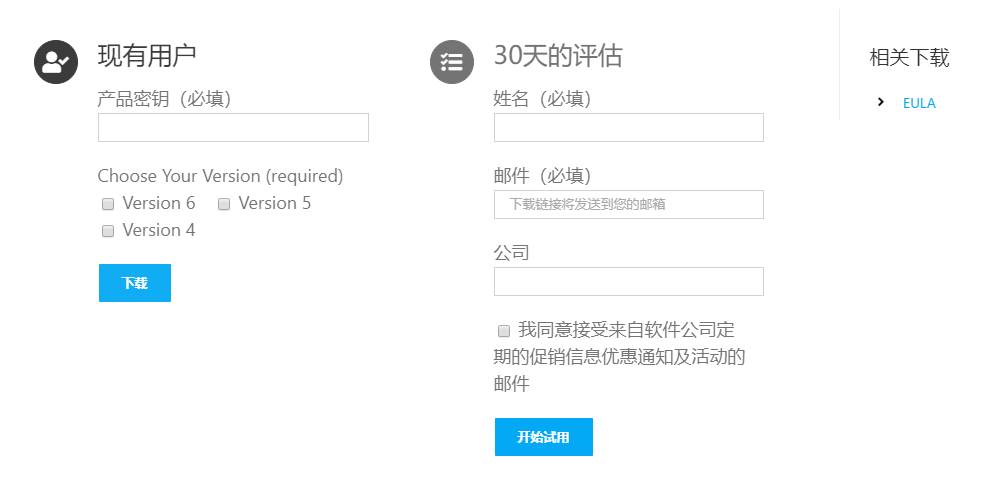 现有用户
产品密钥（必填）
Choose Your Version (required)
Version 6 Version 5
Version 4
下载
30天的评估
姓名（必填）
邮件（必填）
下载链接将发送到您的邮箱
公司
我同意接受来自软件公司定
期的促销信息优惠通知及活动的
邮件
开始试用
相关下载
EULA